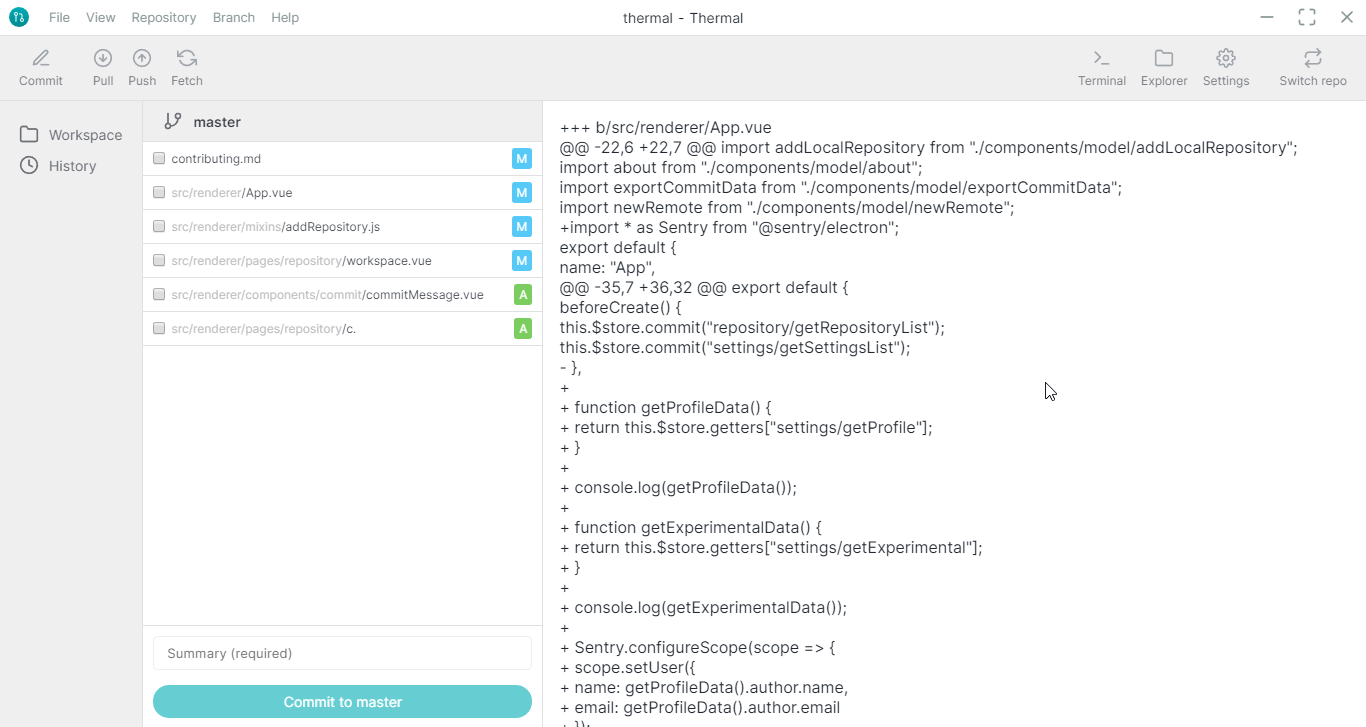 File View Repository Branch Help
thermal - Thermal
Commit Pull Push Fetch
Terminal Explorer Settings Switch repo
Workspace
History
master
contributing.md M
src/renderer/App.vue M
src/renderer/mixins/addRepository.js M
src/renderer/pages/repository/workspace.vue M
src/renderer/components/commit/commitMessage.vue A
src/renderer/pages/repository/c. A
Summary (required)
Commit to master
+++ b/src/renderer/App.vue
@@ -22,6 +22,7 @@ import addLocalRepository from "./components/model/addLocalRepository";
import about from "./components/model/about";
import exportCommitData from "./components/model/exportCommitData";
import newRemote from "./components/model/newRemote";
+import * as Sentry from "@sentry/electron";
export default {
name: "App",
@@ -35,7 +36,32 @@ export default {
beforeCreate() {
this.$store.commit("repository/getRepositoryList");
this.$store.commit("settings/getSettingsList");
- },
+
+ function getProfileData() {
+ return this.$store.getters["settings/getProfile"];
+ }
+
+ console.log(getProfileData());
+
+ function getExperimentalData() {
+ return this.$store.getters["settings/getExperimental"];
+ }
+
+ console.log(getExperimentalData());
+
+ Sentry.configureScope(scope => {
+ scope.setUser({
+ name: getProfileData().author.name,
+ email: getProfileData().author.email
+ });